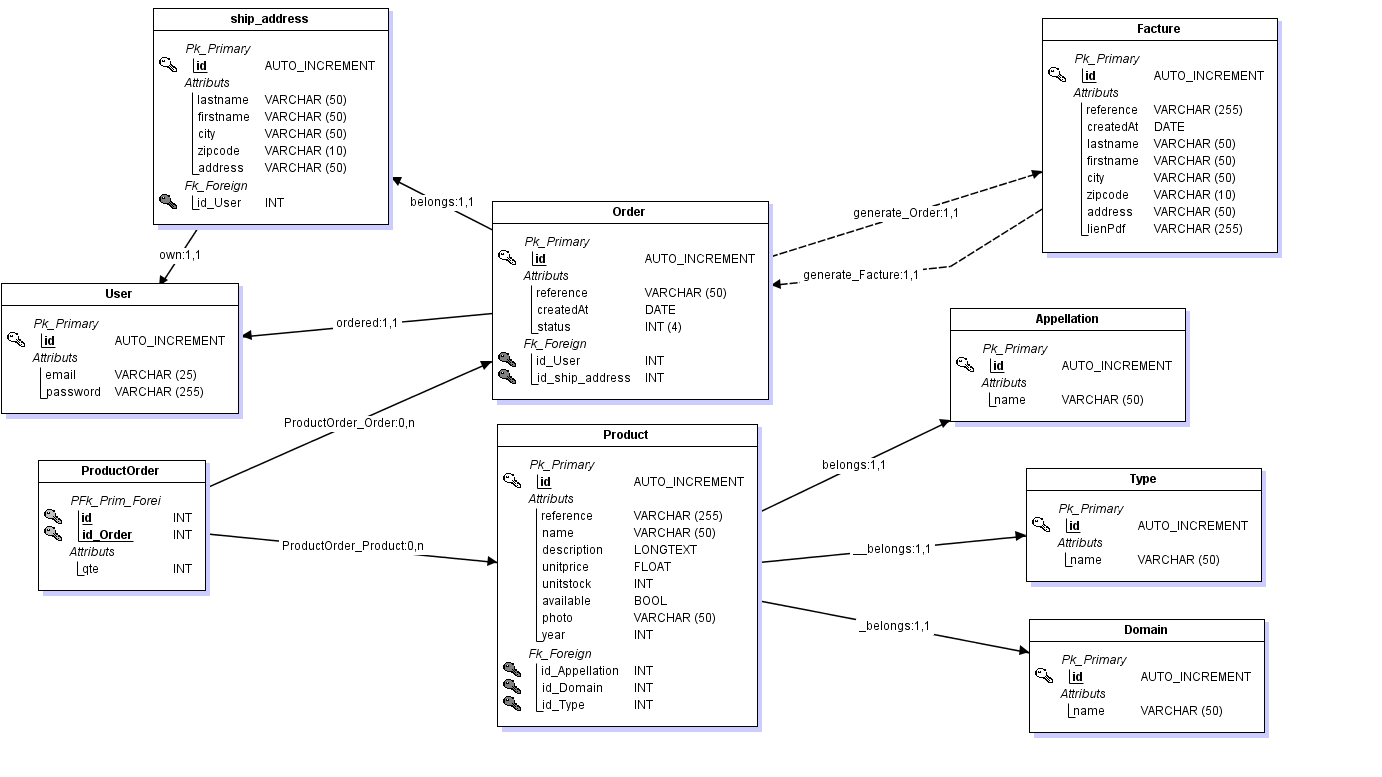 ship_address
Pk_Primary
id AUTO_INCREMENT
Attributs
lastname VARCHAR (50)
firstname VARCHAR (50)
city VARCHAR (50)
zipcode VARCHAR (10)
address VARCHAR (50)
Fk_Foreign
id_User INT
Facture
Pk_Primary
id AUTO_INCREMENT
Attributs
reference VARCHAR (255)
createdAt DATE
lastname VARCHAR (50)
firstname VARCHAR (50)
city VARCHAR (50)
zipcode VARCHAR (10)
address VARCHAR (50)
lienPdf VARCHAR (255)
belongs:1,1
generate_Order:1,1
generate_Facture:1,1
own:1,1
Order
Pk_Primary
id AUTO_INCREMENT
Attributs
reference VARCHAR (50)
createdAt DATE
status INT (4)
Fk_Foreign
id_User INT
id_ship_address INT
User
Pk_Primary
id AUTO_INCREMENT
Attributs
email VARCHAR (25)
password VARCHAR (255)
ordered:1,1
ProductOrder_Order:0,n
Appellation
Pk_Primary
id AUTO_INCREMENT
Attributs
name VARCHAR (50)
ProductOrder
PFk_Prim_Forei
id INT
id_Order INT
Attributs
qte INT
ProductOrder_Product:0,n
Product
Pk_Primary
id AUTO_INCREMENT
Attributs
reference VARCHAR (255)
name VARCHAR (50)
description LONGTEXT
unitprice FLOAT
unitstock INT
available BOOL
photo VARCHAR (50)
year INT
Fk_Foreign
id_Appellation INT
id_Domain INT
id_Type INT
belongs:1,1
__belongs:1,1
_belongs:1,1
Type
Pk_Primary
id AUTO_INCREMENT
Attributs
name VARCHAR (50)
Domain
Pk_Primary
id AUTO_INCREMENT
Attributs
name VARCHAR (50)